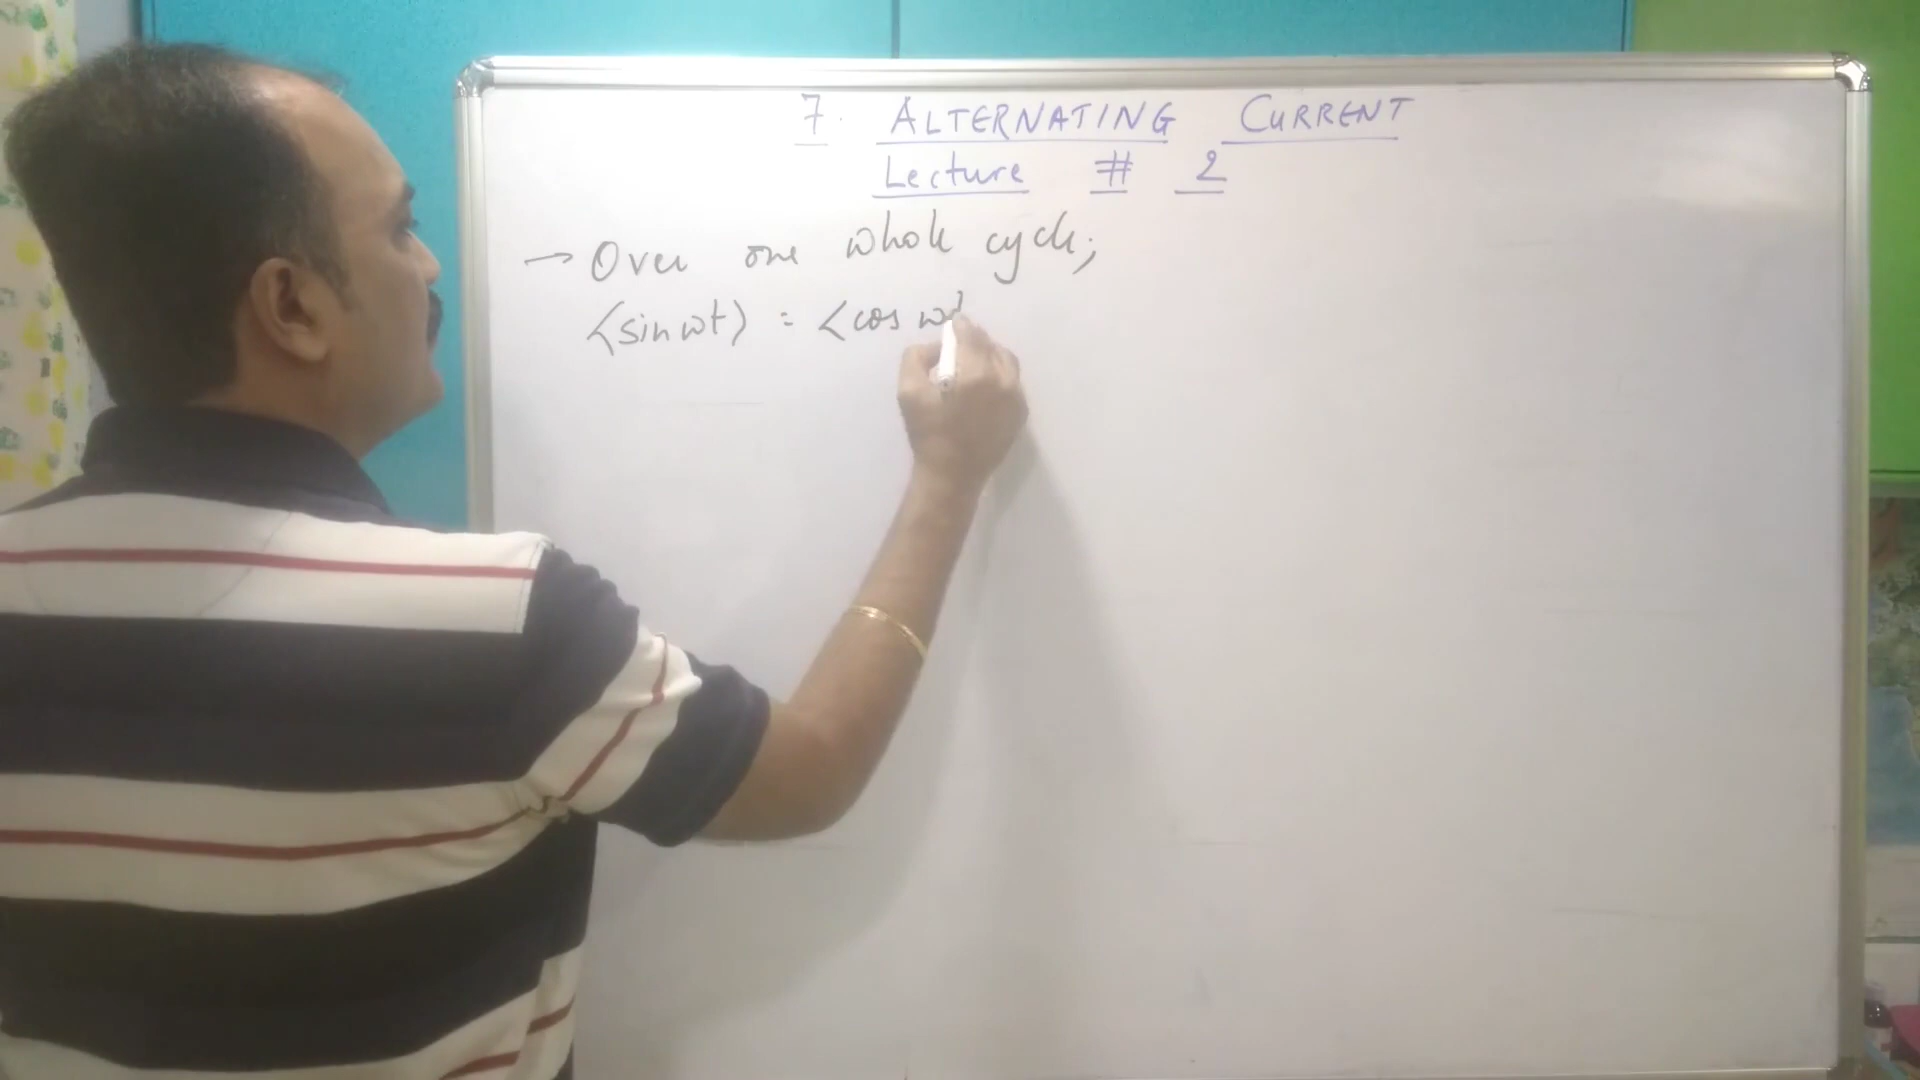 7. ALTERNATING CURRENT
Lecture # 2
→ Over one whole cycle;
<sin ωt> = <cos ωt